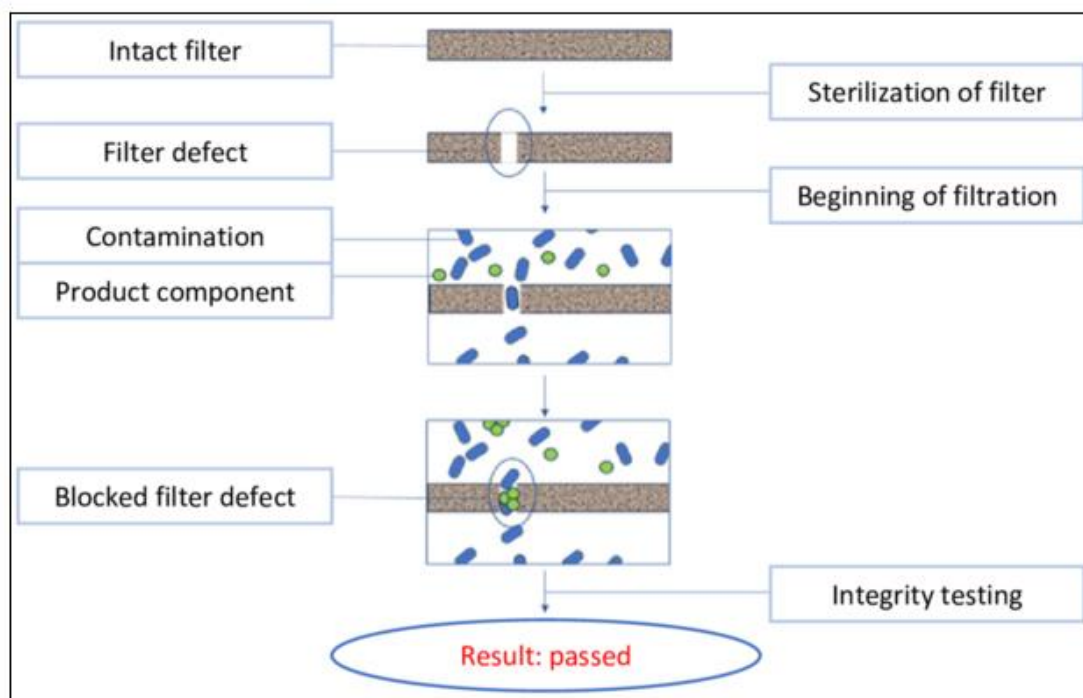 Intact filter
Sterilization of filter
Filter defect
Beginning of filtration
Contamination
Product component
Blocked filter defect
Integrity testing
Result: passed